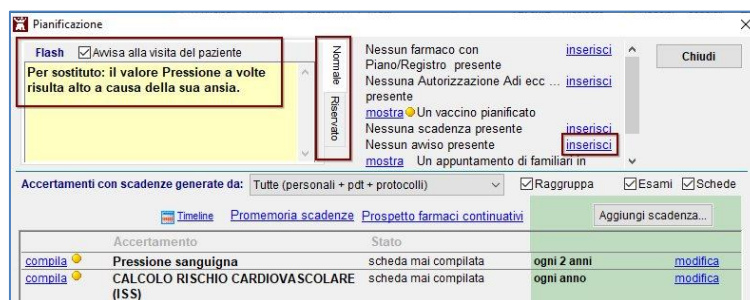 Pianificazione
Flash Avvisa alla visita del paziente
Per sostituto: il valore Pressione a volte
risulta alto a causa della sua ansia.
Normale
Riservato
Nessun farmaco con inserisci
Piano/Registro presente
Nessuna Autorizzazione Adi ecc ... inserisci
presente
mostra Un vaccino pianificato
Nessuna scadenza presente inserisci
Nessun avviso presente inserisci
mostra Un appuntamento di familiari in
Chiudi
Accertamenti con scadenze generate da: Tutte (personali + pdt + protocolli) Raggruppa Esami Schede
Timeline Promemoria scadenze Prospetto farmaci continuativi Aggiungi scadenza...
Accertamento Stato
compila Pressione sanguigna scheda mai compilata ogni 2 anni modifica
compila CALCOLO RISCHIO CARDIOVASCOLARE scheda mai compilata ogni anno modifica
(ISS)